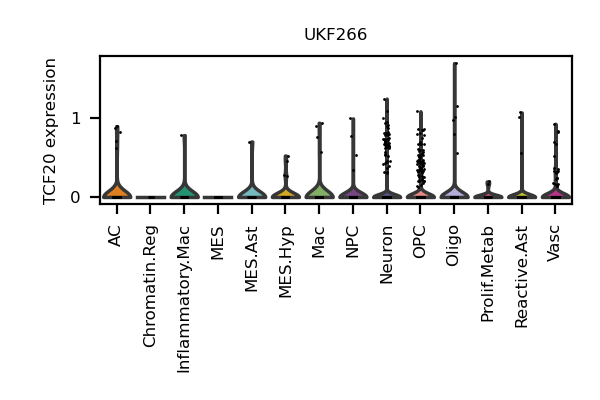 UKF266
TCF20 expression
1
0
AC
Chromatin.Reg
Inflammatory.Mac
MES
MES.Ast
MES.Hyp
Mac
NPC
Neuron
OPC
Oligo
Prolif.Metab
Reactive.Ast
Vasc